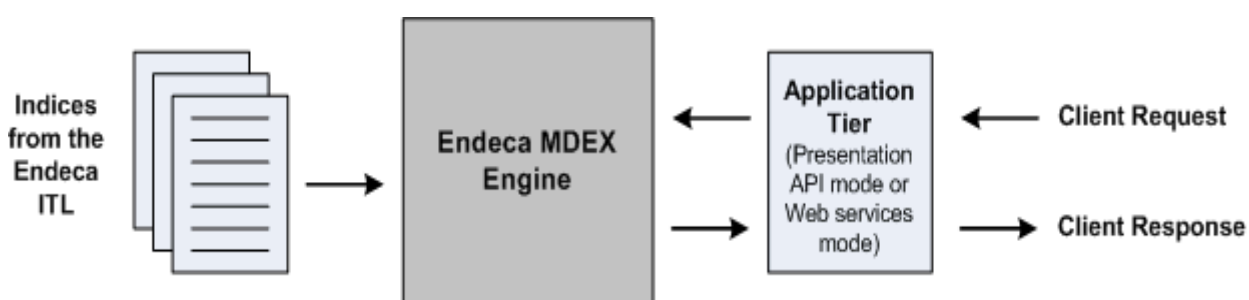 Indices
from the
Endeca
ITL
Endeca MDEX
Engine
Application
Tier
(Presentation
API mode or
Web services
mode)
Client Request
Client Response